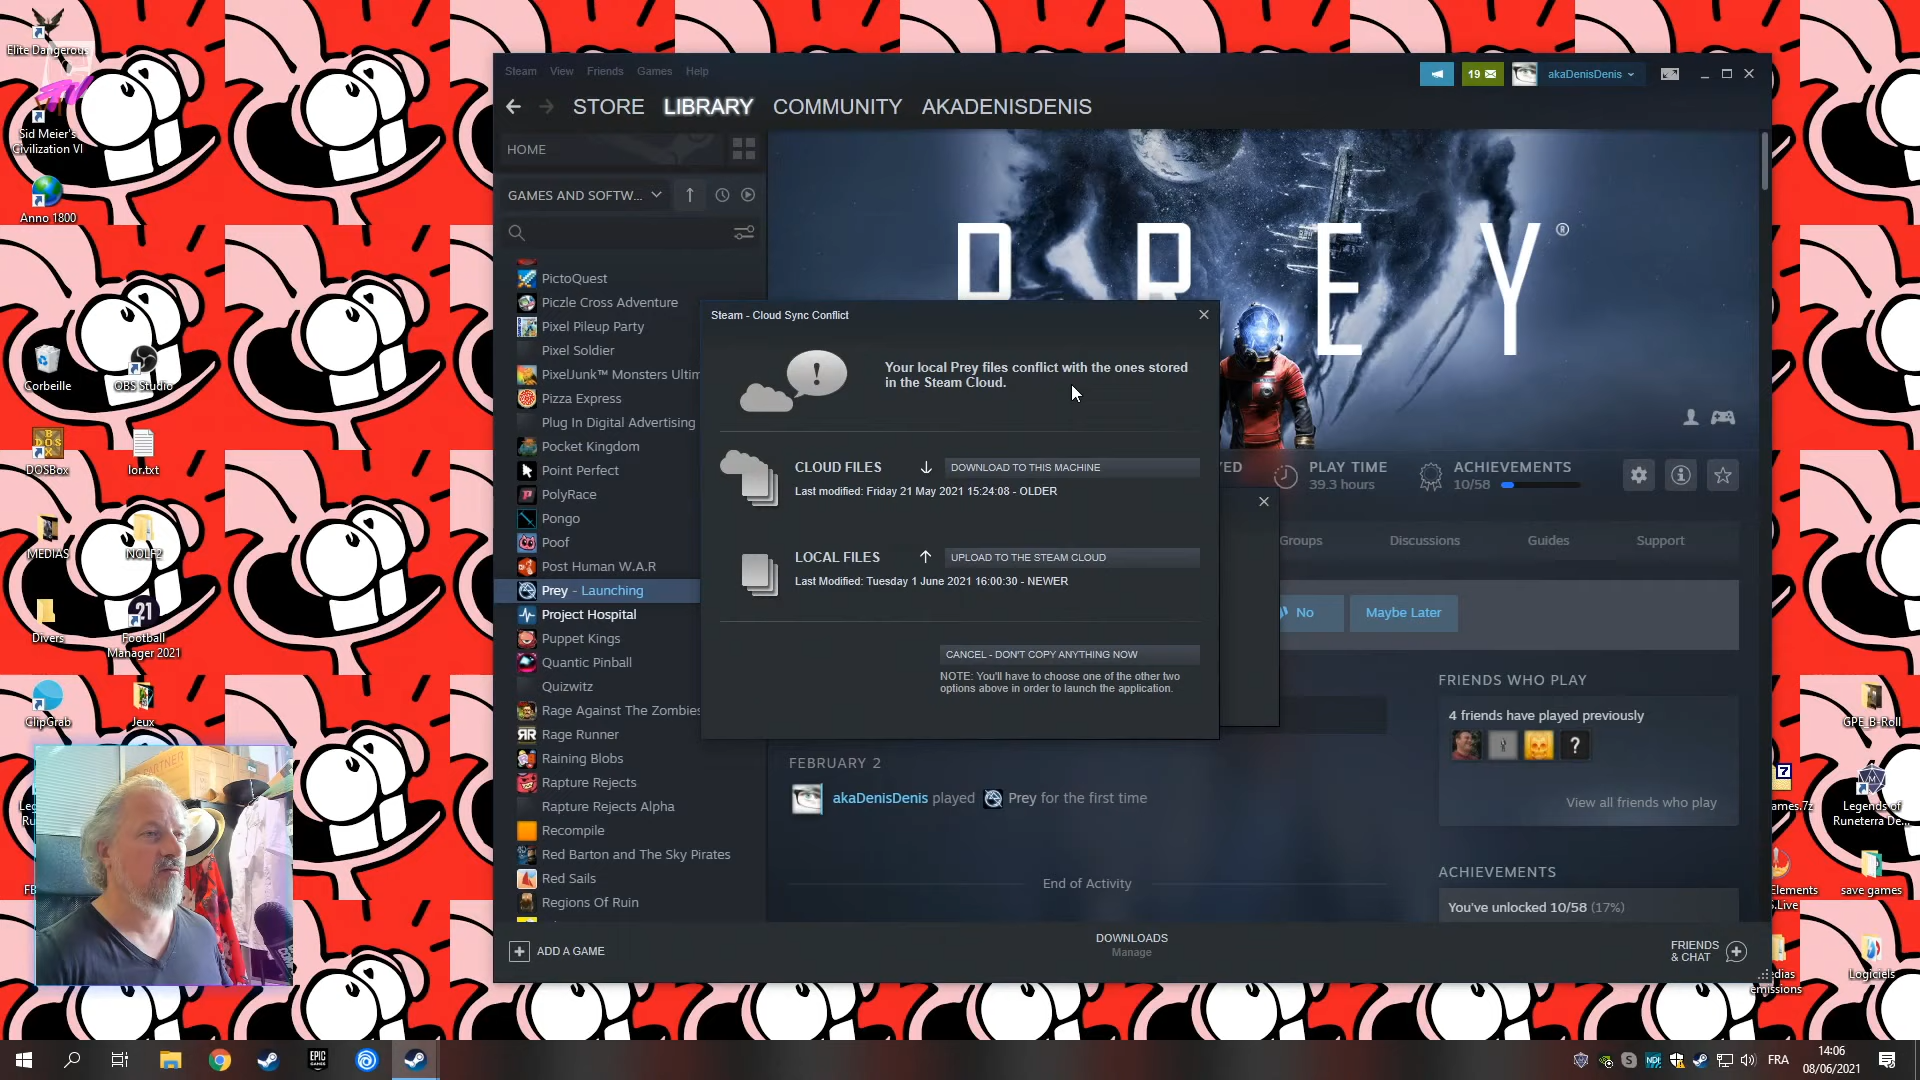 Elite Dangerous
Sid Meier's
Civilization VI
Anno 1800
Corbeille
OBS Studio
DOSBox
lor.txt
MEDIAS
NOLF2
Divers
Football
Manager 2021
ClipGrab
Jeux
Steam
View
Friends
Games
Help
19
akaDenisDenis
STORE
LIBRARY
COMMUNITY
AKADENISDENIS
HOME
GAMES AND SOFTW...
PictoQuest
Piczle Cross Adventure
Pixel Pileup Party
Pixel Soldier
PixelJunk™ Monsters Ultim
Pizza Express
Plug In Digital Advertising
Pocket Kingdom
Point Perfect
PolyRace
Pongo
Poof
Post Human W.A.R
Prey - Launching
Project Hospital
Puppet Kings
Quantic Pinball
Quizwitz
Rage Against The Zombies
Rage Runner
Raining Blobs
Rapture Rejects
Rapture Rejects Alpha
Recompile
Red Barton and The Sky Pirates
Red Sails
Regions Of Ruin
ADD A GAME
PREY®
Steam - Cloud Sync Conflict
Your local Prey files conflict with the ones stored
in the Steam Cloud.
CLOUD FILES
DOWNLOAD TO THIS MACHINE
Last modified: Friday 21 May 2021 15:24:08 - OLDER
LOCAL FILES
UPLOAD TO THE STEAM CLOUD
Last Modified: Tuesday 1 June 2021 16:00:30 - NEWER
CANCEL - DON'T COPY ANYTHING NOW
NOTE: You'll have to choose one of the other two
options above in order to launch the application.
YED
PLAY TIME
39.3 hours
ACHIEVEMENTS
10/58
Groups
Discussions
Guides
Support
No
Maybe Later
FRIENDS WHO PLAY
4 friends have played previously
?
View all friends who play
FEBRUARY 2
akaDenisDenis played Prey for the first time
End of Activity
ACHIEVEMENTS
You've unlocked 10/58 (17%)
DOWNLOADS
Manage
FRIENDS
& CHAT
GPE_B-Roll
ames.7z
Legends of
Runeterra De...
Elements
S.Live
save games
edias
emissions
Logiciels
EPIC
GAMES
FRA
14:06
08/06/2021